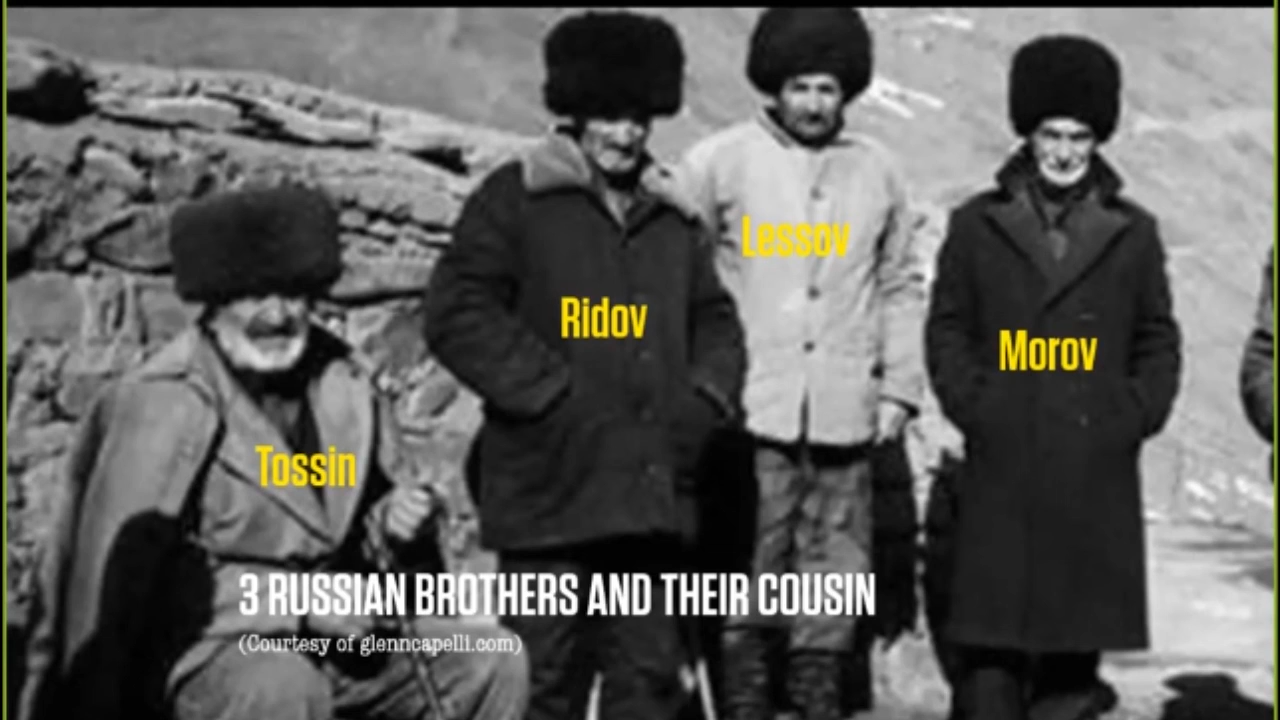 Lessov
Ridov
Morov
Tossin
3 RUSSIAN BROTHERS AND THEIR COUSIN
(Courtesy of glenncapelli.com)